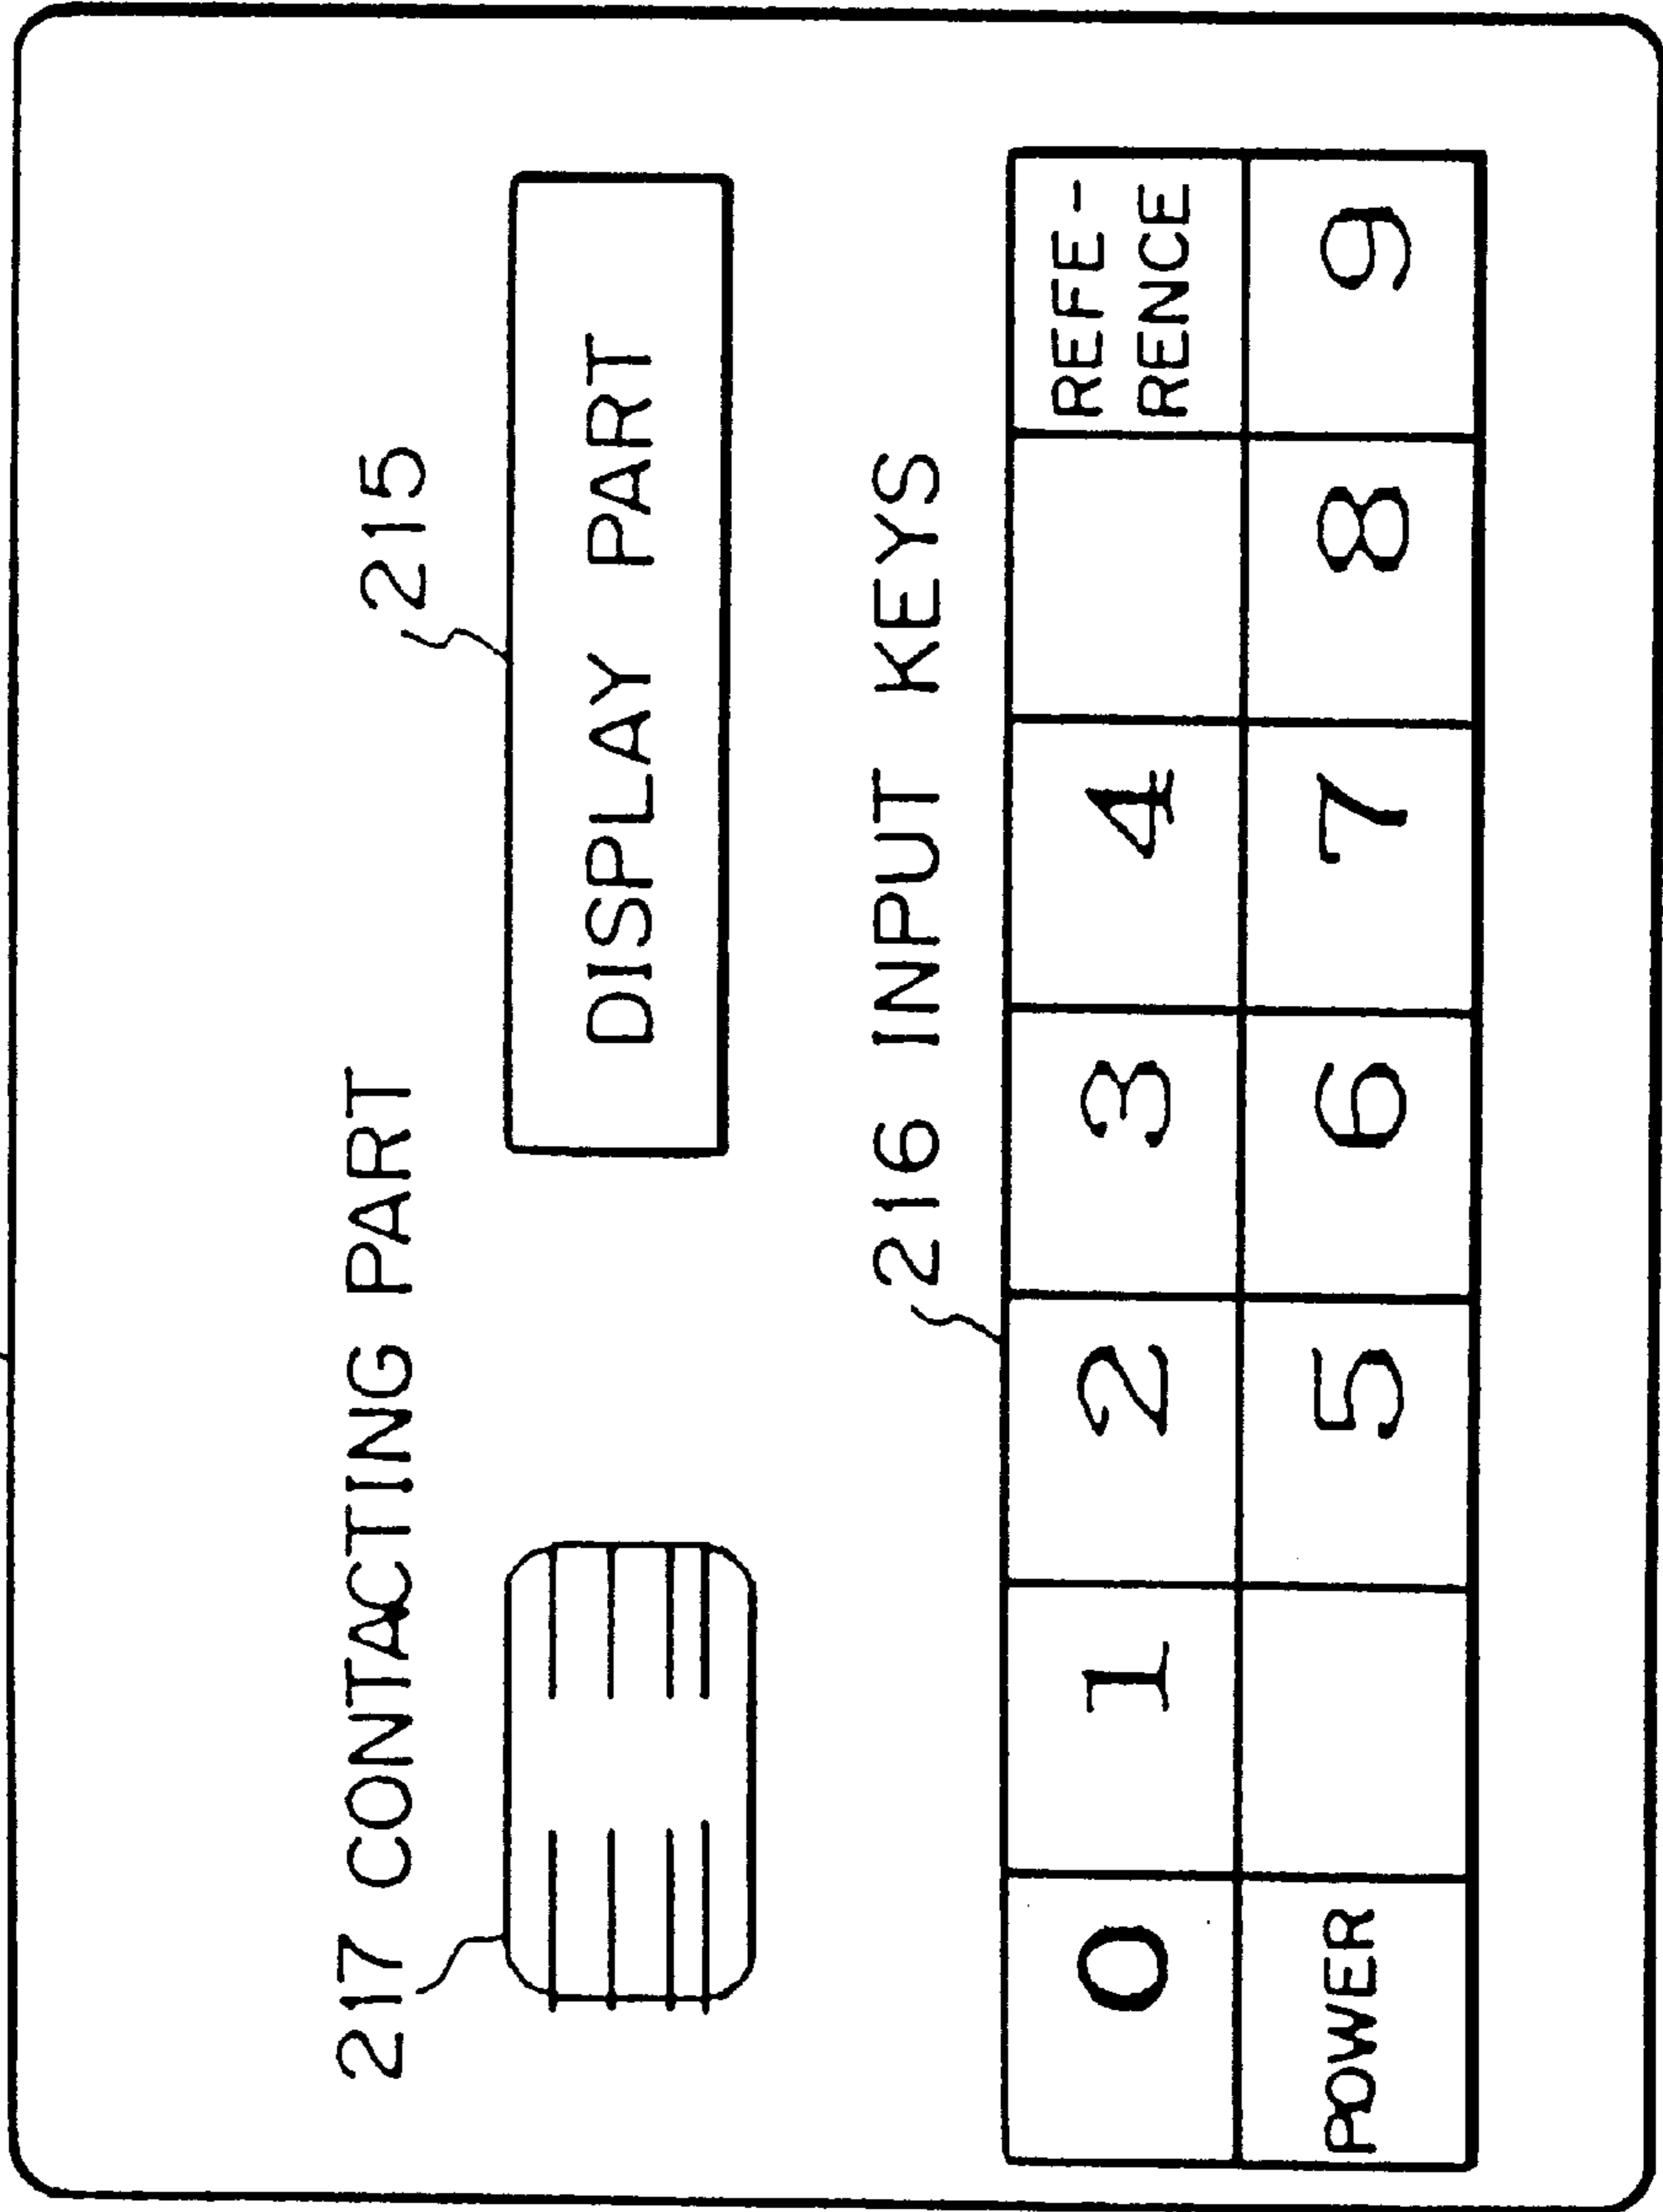 217 CONTACTING PART
215
DISPLAY PART
216 INPUT KEYS
0 1 2 3 4 REFE-
RENCE
POWER 5 6 7 8 9